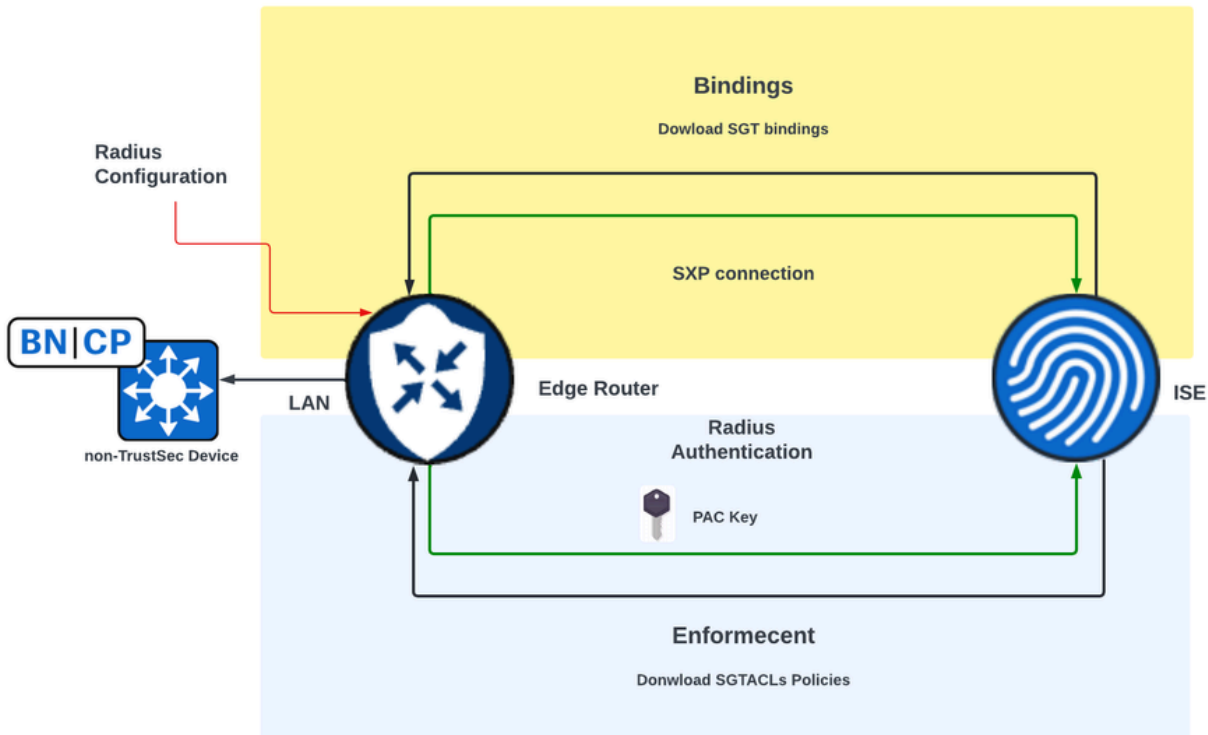 Bindings
Dowload SGT bindings
Radius
Configuration
SXP connection
BN|CP
Edge Router
ISE
LAN
non-TrustSec Device
Radius
Authentication
PAC Key
Enformecent
Donwload SGTACLs Policies